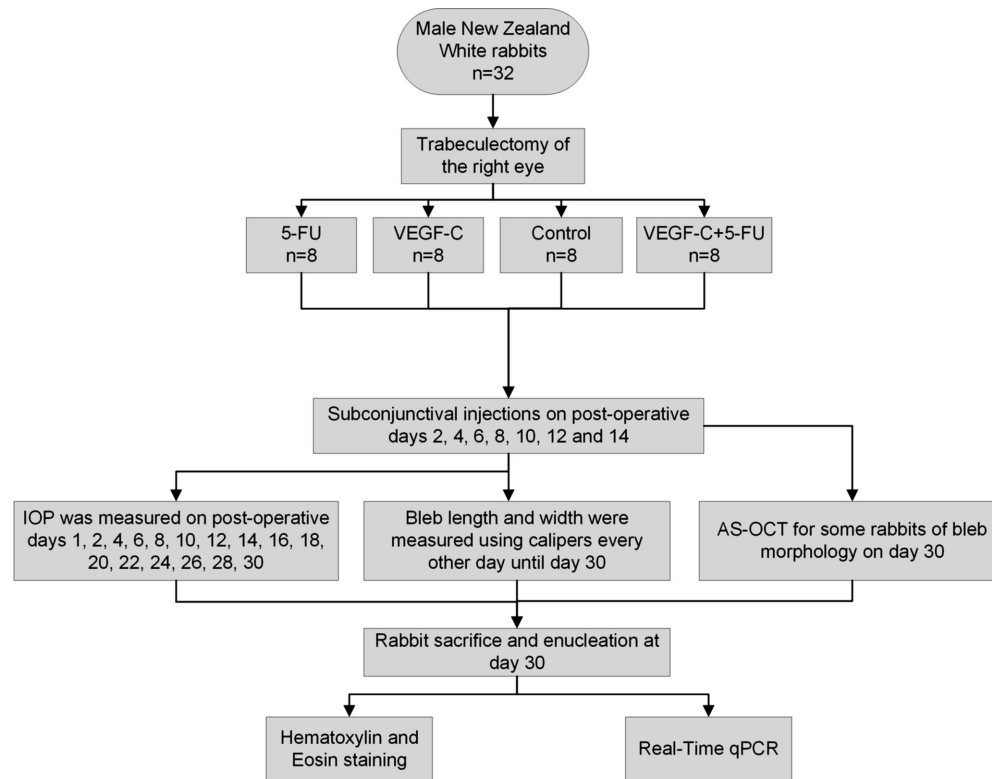 Male New Zealand
White rabbits
n=32
Trabeculectomy of
the right eye
5-FU
n=8
VEGF-C
n=8
Control
n=8
VEGF-C+5-FU
n=8
Subconjunctival injections on post-operative
days 2, 4, 6, 8, 10, 12 and 14
IOP was measured on post-operative
days 1, 2, 4, 6, 8, 10, 12, 14, 16, 18,
20, 22, 24, 26, 28, 30
Bleb length and width were
measured using calipers every
other day until day 30
AS-OCT for some rabbits of bleb
morphology on day 30
Rabbit sacrifice and enucleation at
day 30
Hematoxylin and
Eosin staining
Real-Time qPCR